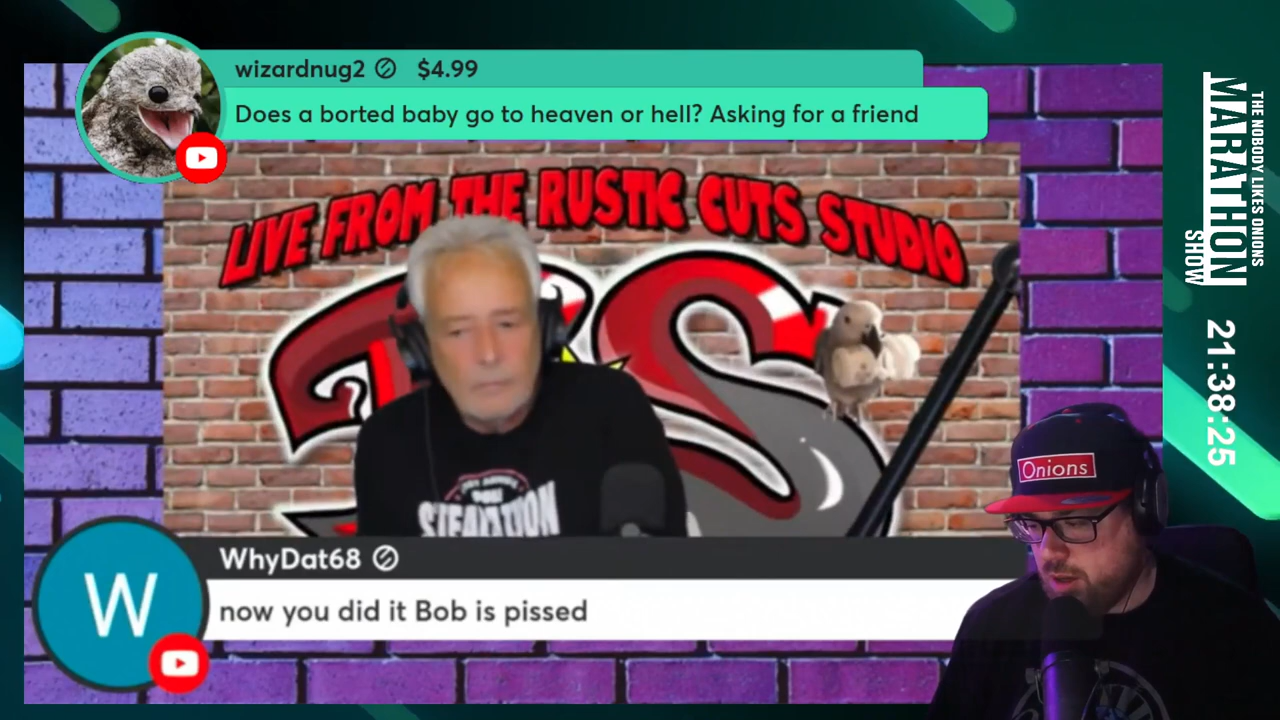 wizardnug2 $4.99
Does a borted baby go to heaven or hell? Asking for a friend
LIVE FROM THE RUSTIC CUTS STUDIO
WhyDat68
now you did it Bob is pissed
W
Onions
THE NOBODY LIKES ONIONS
MARATHON
SHOW
21:38:25